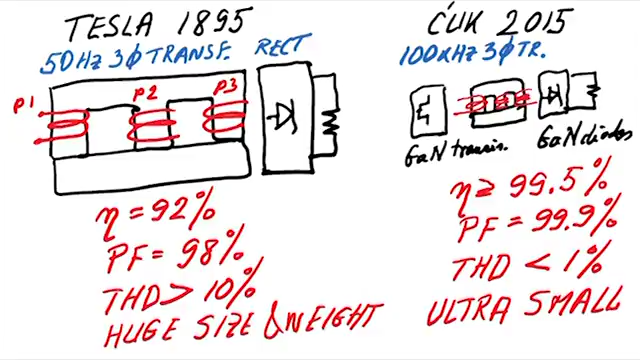 TESLA 1895
50HZ 3Φ TRANSF.
RECT
P1
P2
P3
η = 92%
PF = 98%
THD > 10%
HUGE SIZE & WEIGHT
ĆUK 2015
100KHZ 3Φ TR.
GaN transis.
GaN diodes
η ≥ 99.5%
PF = 99.9%
THD < 1%
ULTRA SMALL